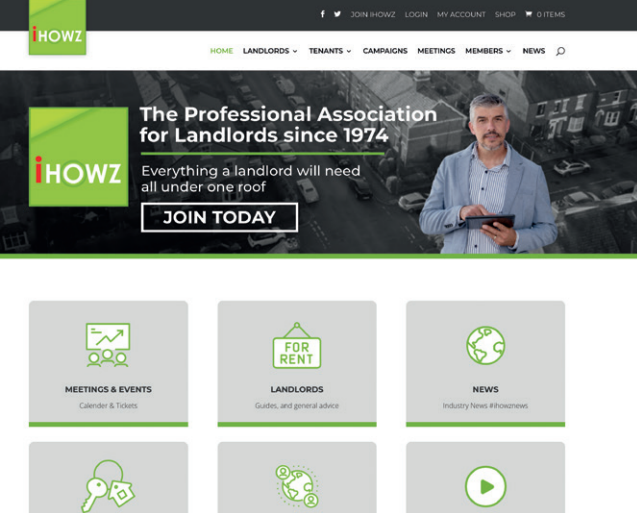 JOIN IHOWZ LOGIN MY ACCOUNT SHOP 0 ITEMS
iHOWZ
HOME LANDLORDS TENANTS CAMPAIGNS MEETINGS MEMBERS NEWS
The Professional Association
for Landlords since 1974
iHOWZ
Everything a landlord will need
all under one roof
JOIN TODAY
FOR
RENT
MEETINGS & EVENTS LANDLORDS NEWS
Calender & Tickets Guides, and general advice Industry News #ihowznews